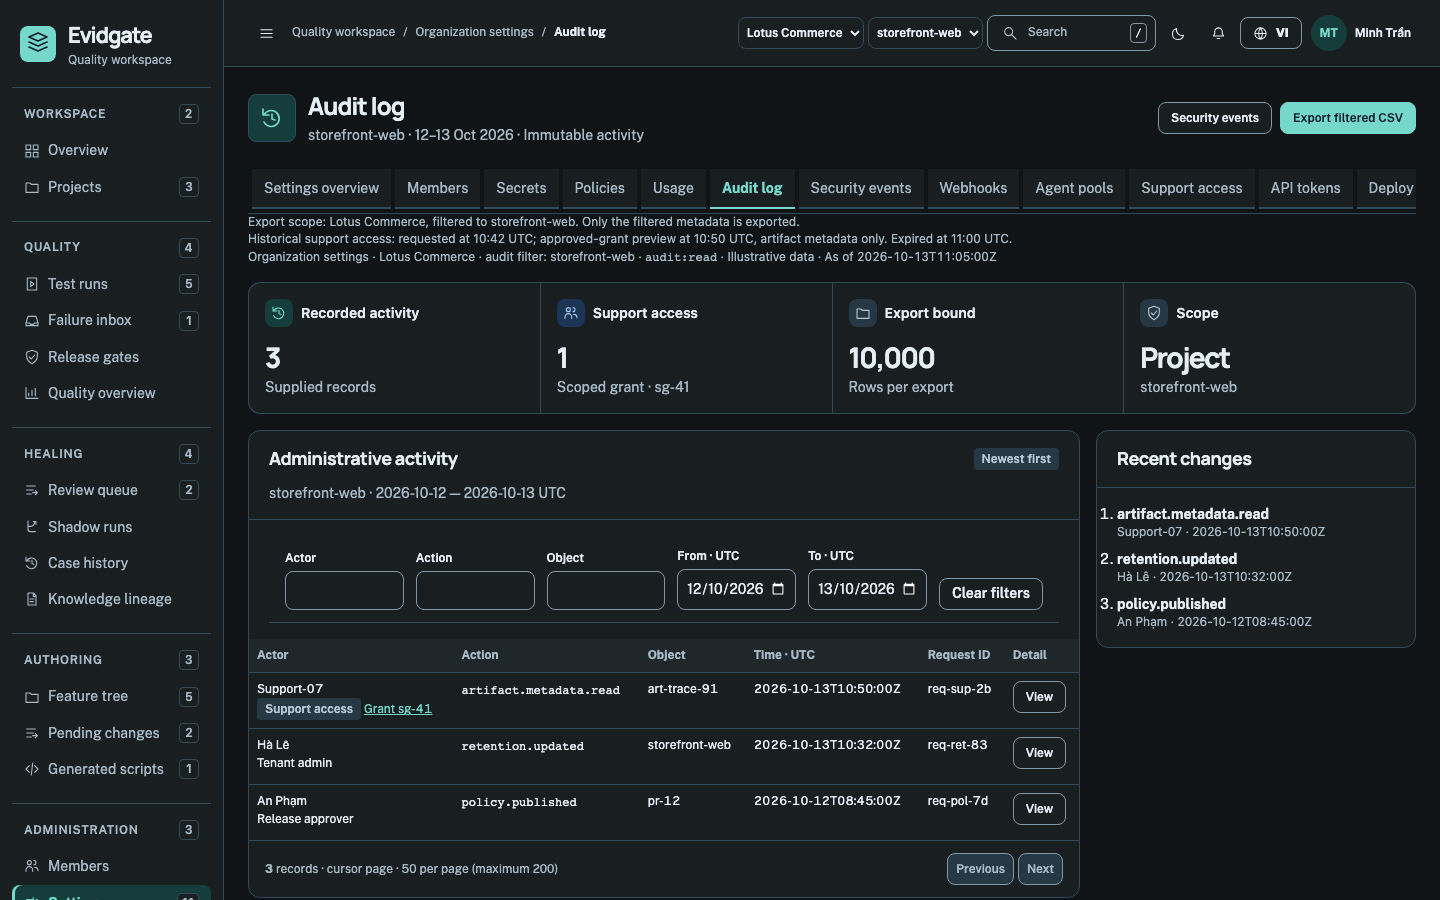 Evidgate
Quality workspace
WORKSPACE 2
Overview
Projects 3
QUALITY 4
Test runs 5
Failure inbox 1
Release gates
Quality overview
HEALING 4
Review queue 2
Shadow runs
Case history
Knowledge lineage
AUTHORING 3
Feature tree 5
Pending changes 2
Generated scripts 1
ADMINISTRATION 3
Members
Quality workspace / Organization settings / Audit log
Lotus Commerce storefront-web Search / VI MT Minh Trần
Audit log
storefront-web · 12–13 Oct 2026 · Immutable activity
Security events Export filtered CSV
Settings overview Members Secrets Policies Usage Audit log Security events Webhooks Agent pools Support access API tokens Deploy
Export scope: Lotus Commerce, filtered to storefront-web. Only the filtered metadata is exported.
Historical support access: requested at 10:42 UTC; approved-grant preview at 10:50 UTC, artifact metadata only. Expired at 11:00 UTC.
Organization settings · Lotus Commerce · audit filter: storefront-web · audit:read · Illustrative data · As of 2026-10-13T11:05:00Z
Recorded activity
3
Supplied records
Support access
1
Scoped grant · sg-41
Export bound
10,000
Rows per export
Scope
Project
storefront-web
Administrative activity Newest first
storefront-web · 2026-10-12 — 2026-10-13 UTC
Actor Action Object From · UTC To · UTC
12/10/2026 13/10/2026 Clear filters
Actor Action Object Time · UTC Request ID Detail
Support-07 artifact.metadata.read art-trace-91 2026-10-13T10:50:00Z req-sup-2b View
Support access Grant sg-41
Hà Lê retention.updated storefront-web 2026-10-13T10:32:00Z req-ret-83 View
Tenant admin
An Phạm policy.published pr-12 2026-10-12T08:45:00Z req-pol-7d View
Release approver
3 records · cursor page · 50 per page (maximum 200) Previous Next
Recent changes
1. artifact.metadata.read
Support-07 · 2026-10-13T10:50:00Z
2. retention.updated
Hà Lê · 2026-10-13T10:32:00Z
3. policy.published
An Phạm · 2026-10-12T08:45:00Z